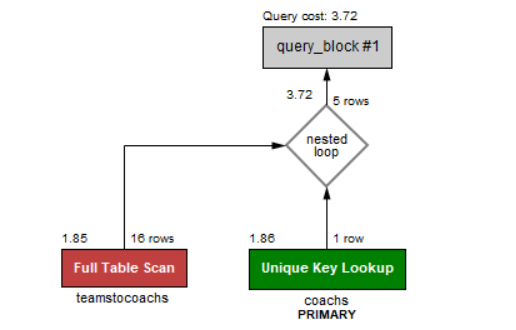 Query cost: 3.72
query_block #1
3.72
5 rows
nested
loop
1.85
16 rows
1.86
1 row
Full Table Scan
Unique Key Lookup
teamstocoachs
coachs
PRIMARY